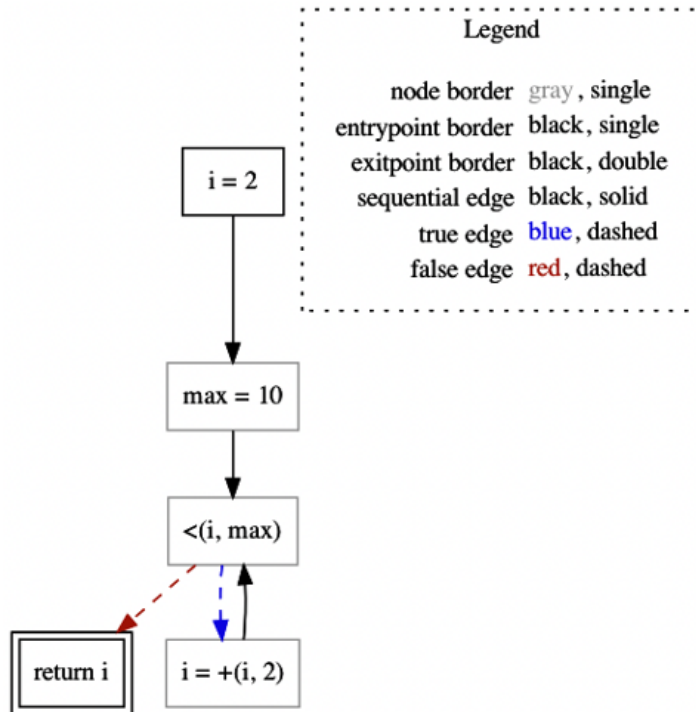 Legend
node border gray, single
entrypoint border black, single
exitpoint border black, double
sequential edge black, solid
true edge blue, dashed
false edge red, dashed
i = 2
max = 10
<(i, max)
return i
i = +(i, 2)